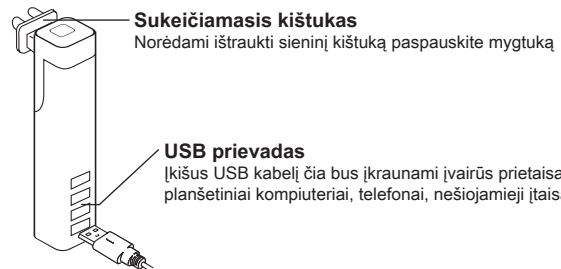 Sukeičiamasis kištukas
Norėdami ištraukti sieninį kištuką paspauskite mygtuką
USB prievadas
Įkišus USB kabelį čia bus įkraunami įvairūs
planšetiniai kompiuteriai, telefonai, nešiojamieji